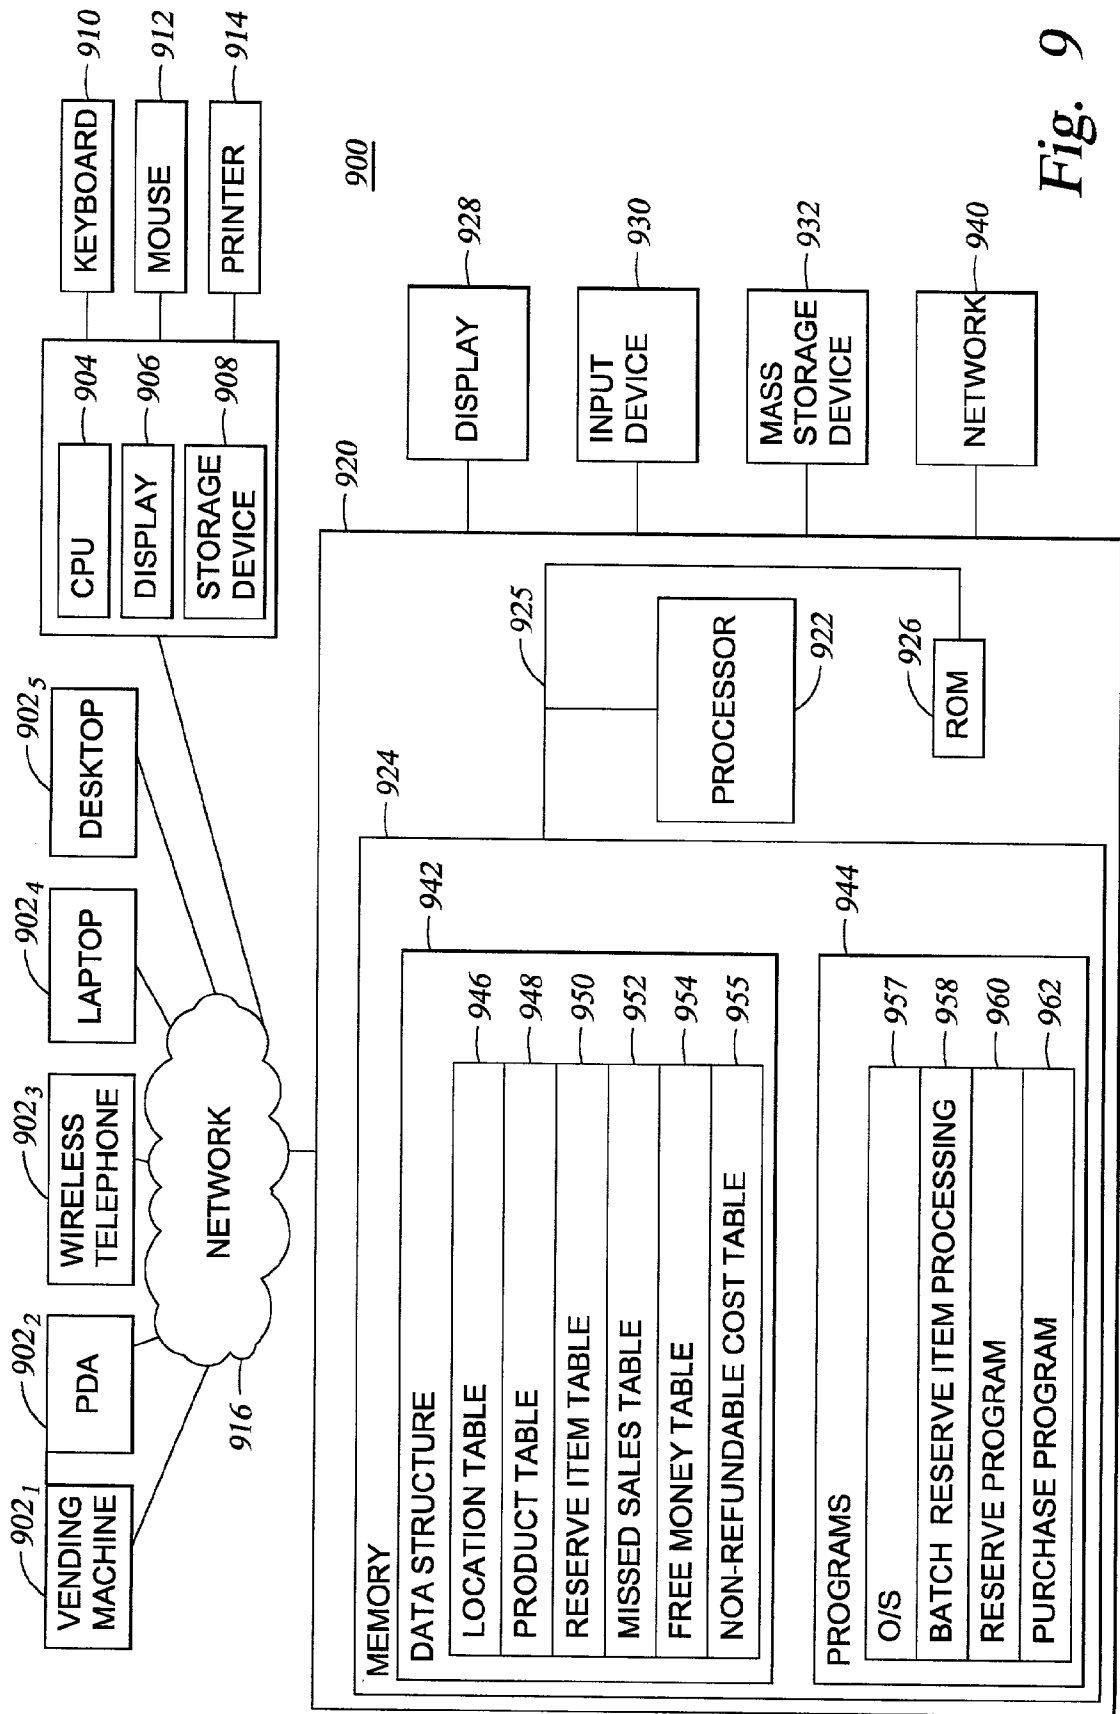 902₁
VENDING
MACHINE
902₂
PDA
902₃
WIRELESS
TELEPHONE
902₄
LAPTOP
902₅
DESKTOP
CPU
904
DISPLAY
906
STORAGE
DEVICE
908
KEYBOARD
910
MOUSE
912
PRINTER
914
NETWORK
916
900
920
MEMORY
924
DATA STRUCTURE
942
LOCATION TABLE
946
PRODUCT TABLE
948
RESERVE ITEM TABLE
950
MISSED SALES TABLE
952
FREE MONEY TABLE
954
NON-REFUNDABLE COST TABLE
955
PROGRAMS
944
O/S
957
BATCH RESERVE ITEM PROCESSING
958
RESERVE PROGRAM
960
PURCHASE PROGRAM
962
925
PROCESSOR
922
926
ROM
DISPLAY
928
INPUT
DEVICE
930
MASS
STORAGE
DEVICE
932
NETWORK
940
Fig. 9